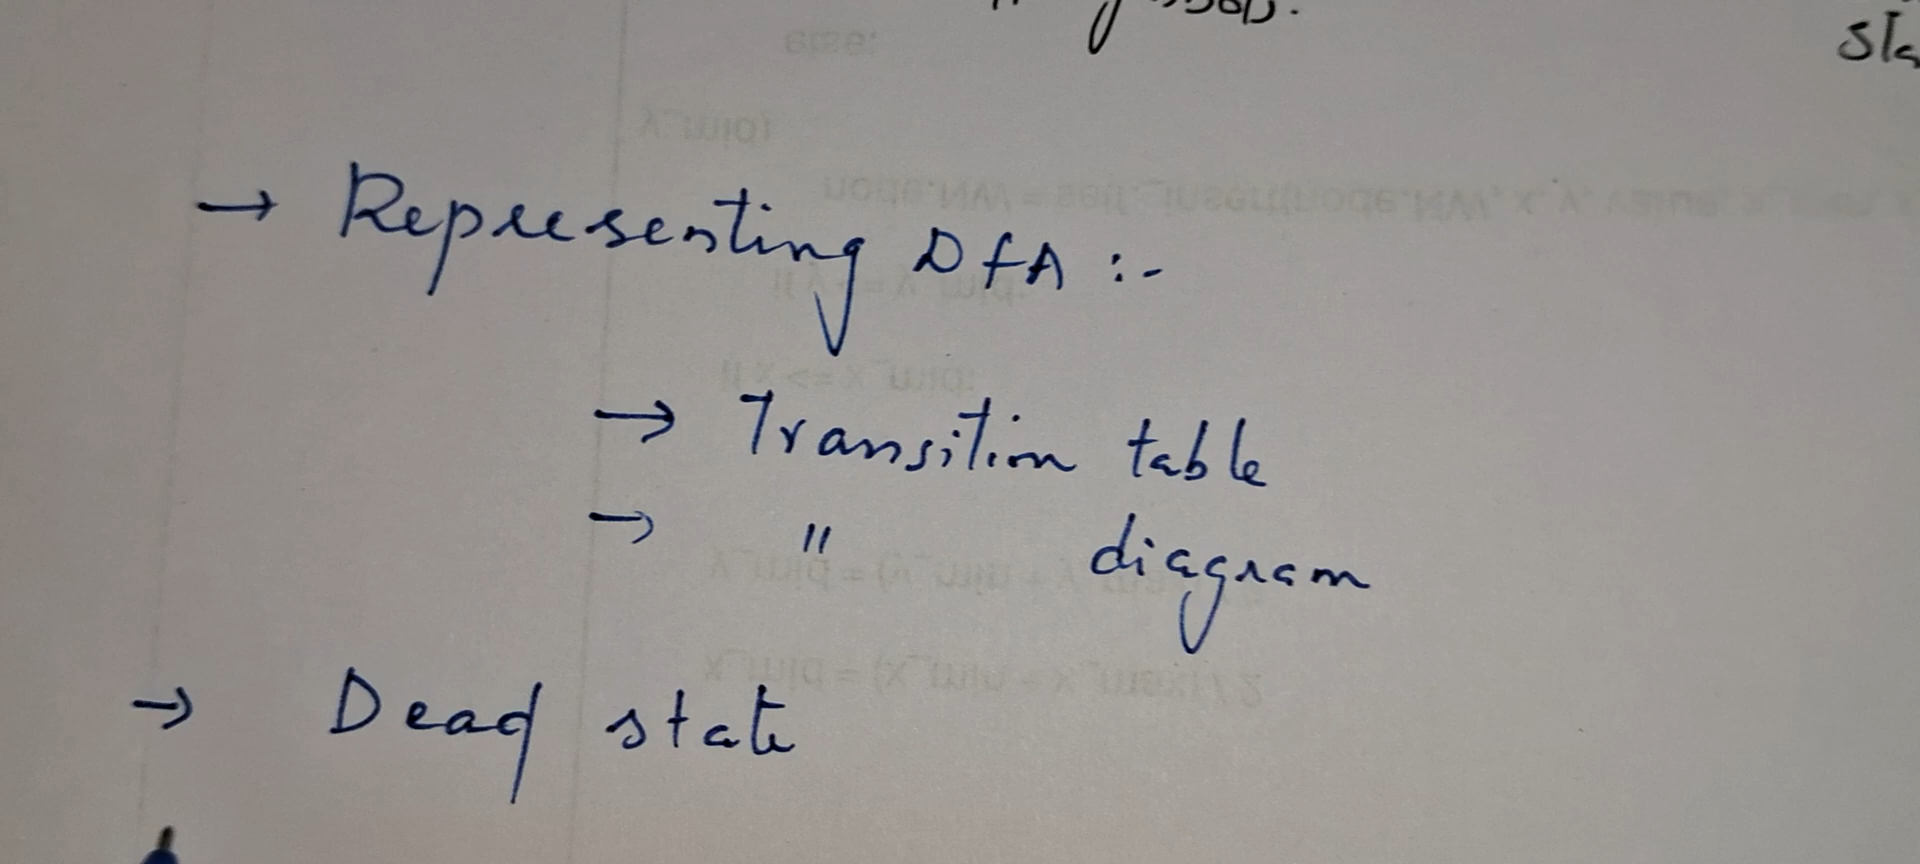 → Representing DFA :-
→ Transition table
→ " diagram
→ Dead state